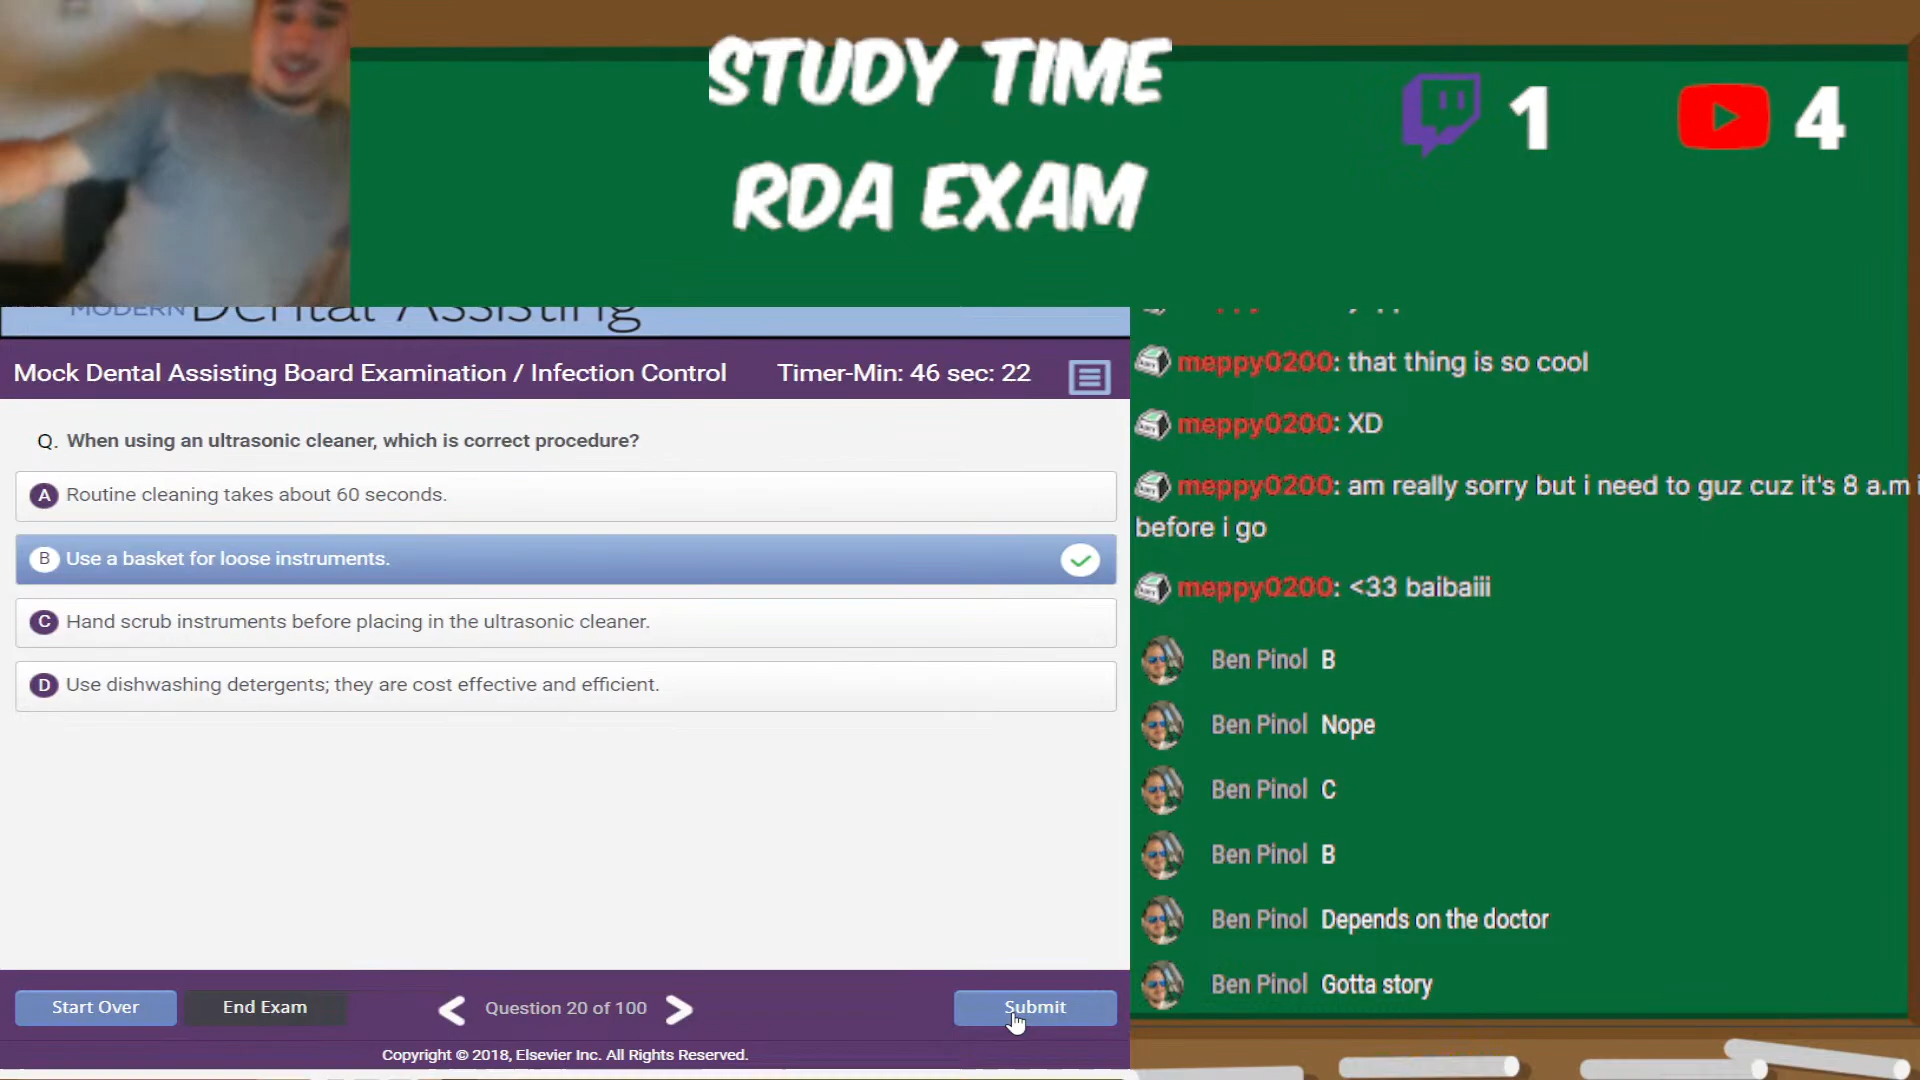 STUDY TIME
RDA EXAM
1
4
MODERN Dental Assisting
Mock Dental Assisting Board Examination / Infection Control
Timer-Min: 46 sec: 22
Q. When using an ultrasonic cleaner, which is correct procedure?
A Routine cleaning takes about 60 seconds.
B Use a basket for loose instruments.
C Hand scrub instruments before placing in the ultrasonic cleaner.
D Use dishwashing detergents; they are cost effective and efficient.
Start Over
End Exam
Question 20 of 100
Submit
Copyright © 2018, Elsevier Inc. All Rights Reserved.
meppy0200: that thing is so cool
meppy0200: XD
meppy0200: am really sorry but i need to guz cuz it's 8 a.m i
before i go
meppy0200: <33 baibaiii
Ben Pinol B
Ben Pinol Nope
Ben Pinol C
Ben Pinol B
Ben Pinol Depends on the doctor
Ben Pinol Gotta story